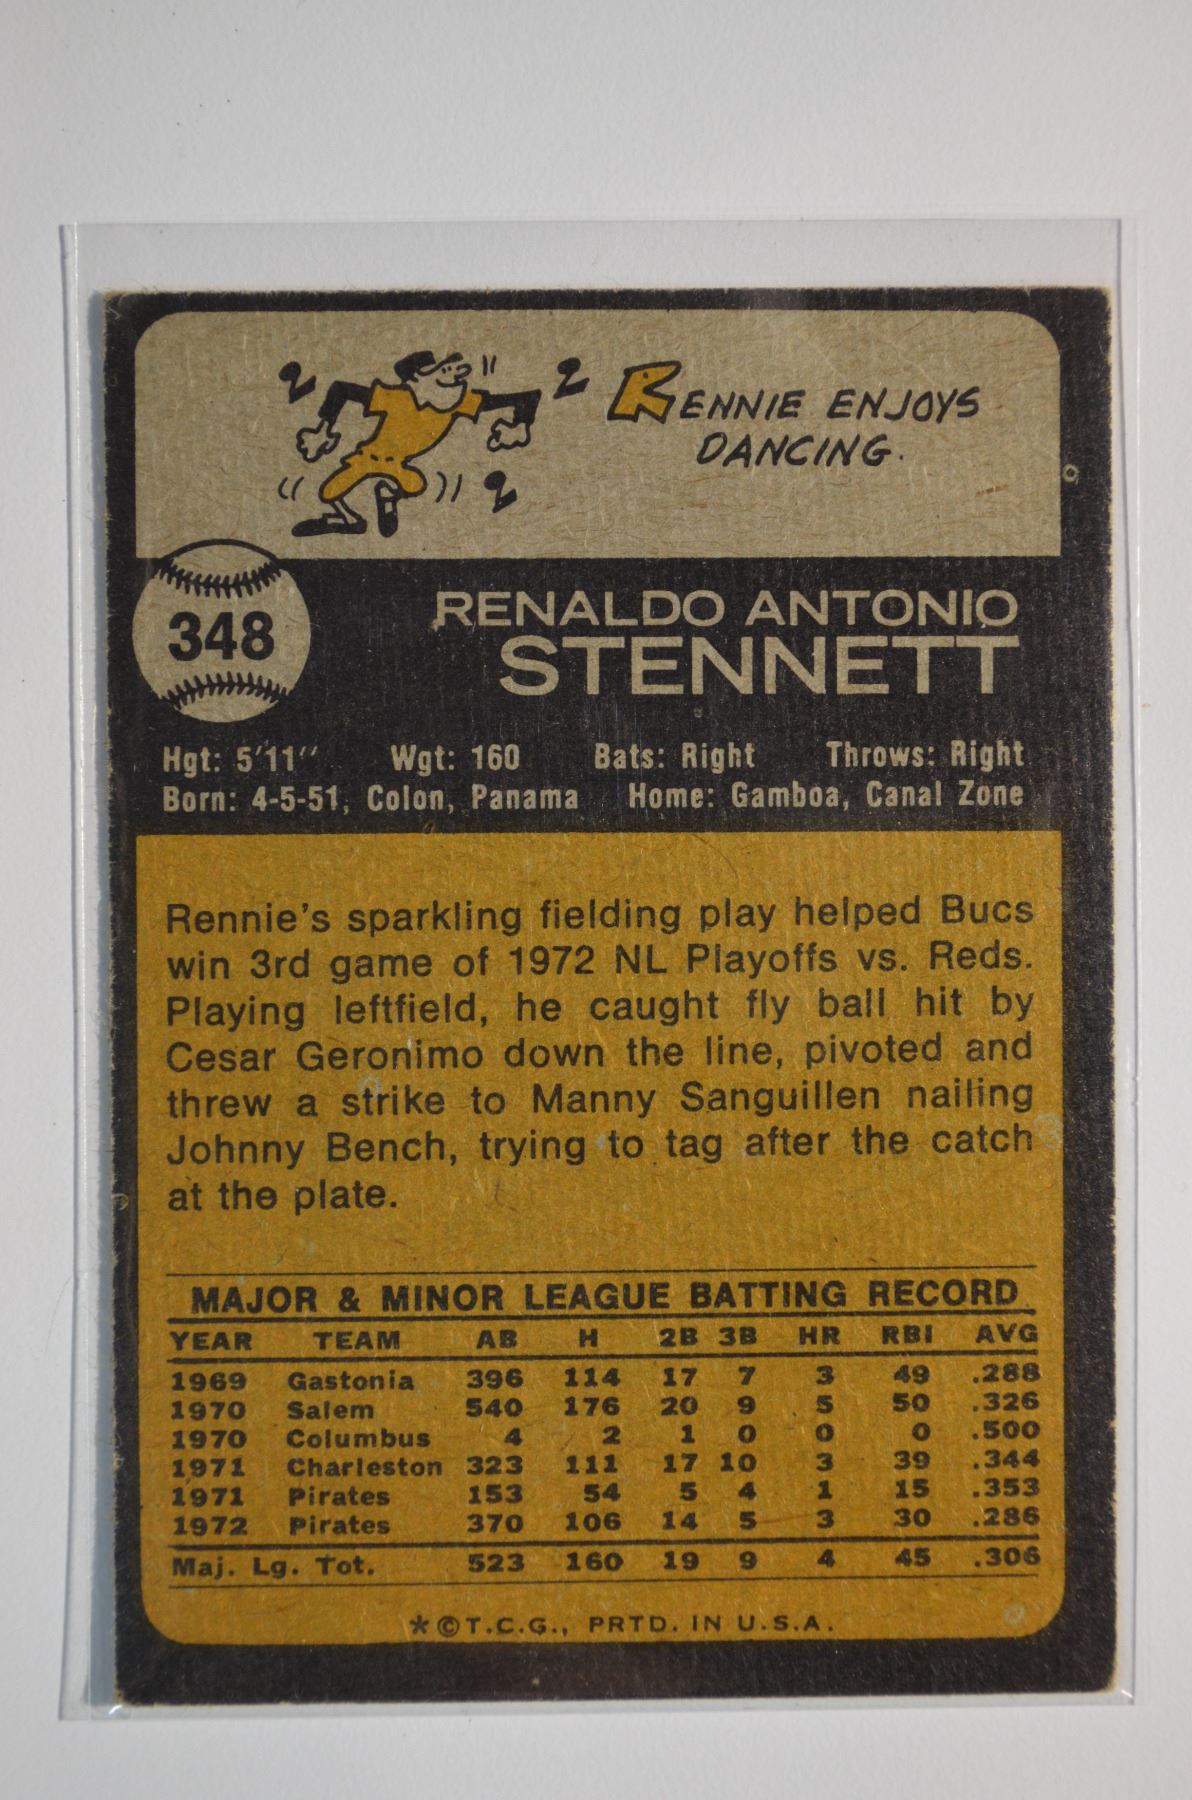 RENNIE ENJOYS
DANCING.
348
RENALDO ANTONIO
STENNETT
Hgt: 5'11" Wgt: 160 Bats: Right Throws: Right
Born: 4-5-51, Colon, Panama Home: Gamboa, Canal Zone
Rennie's sparkling fielding play helped Bucs
win 3rd game of 1972 NL Playoffs vs. Reds.
Playing leftfield, he caught fly ball hit by
Cesar Geronimo down the line, pivoted and
threw a strike to Manny Sanguillen nailing
Johnny Bench, trying to tag after the catch
at the plate.
MAJOR & MINOR LEAGUE BATTING RECORD
YEAR TEAM AB H 2B 3B HR RBI AVG
1969 Gastonia 396 114 17 7 3 49 .288
1970 Salem 540 176 20 9 5 50 .326
1970 Columbus 4 2 1 0 0 0 .500
1971 Charleston 323 111 17 10 3 39 .344
1971 Pirates 153 54 5 4 1 15 .353
1972 Pirates 370 106 14 5 3 30 .286
Maj. Lg. Tot. 523 160 19 9 4 45 .306
*©T.C.G., PRTD. IN U.S.A.